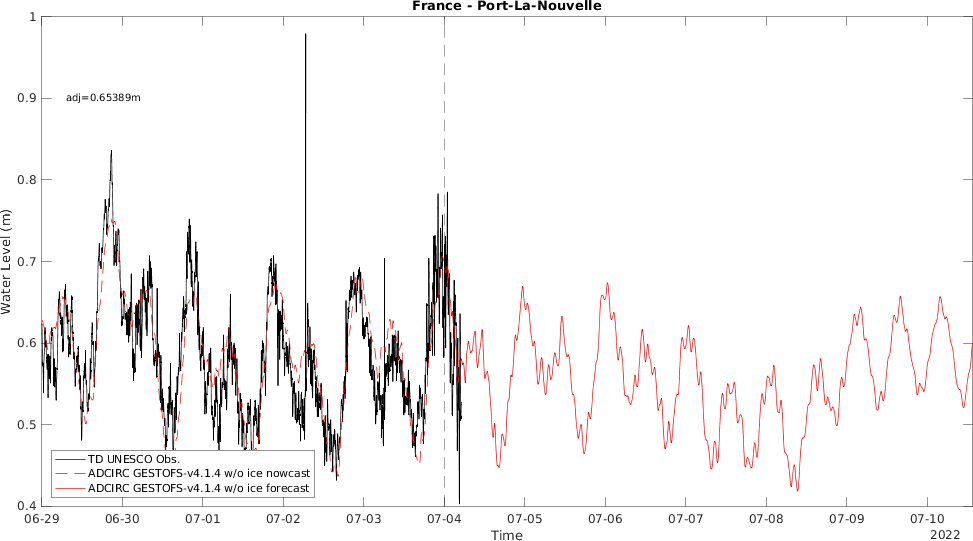 France - Port-La-Nouvelle
Water Level (m)
1
0.9
0.8
0.7
0.6
0.5
0.4
adj=0.65389m
TD UNESCO Obs.
ADCIRC GESTOFS-v4.1.4 w/o ice nowcast
ADCIRC GESTOFS-v4.1.4 w/o ice forecast
06-29 06-30 07-01 07-02 07-03 07-04 07-05 07-06 07-07 07-08 07-09 07-10
Time
2022